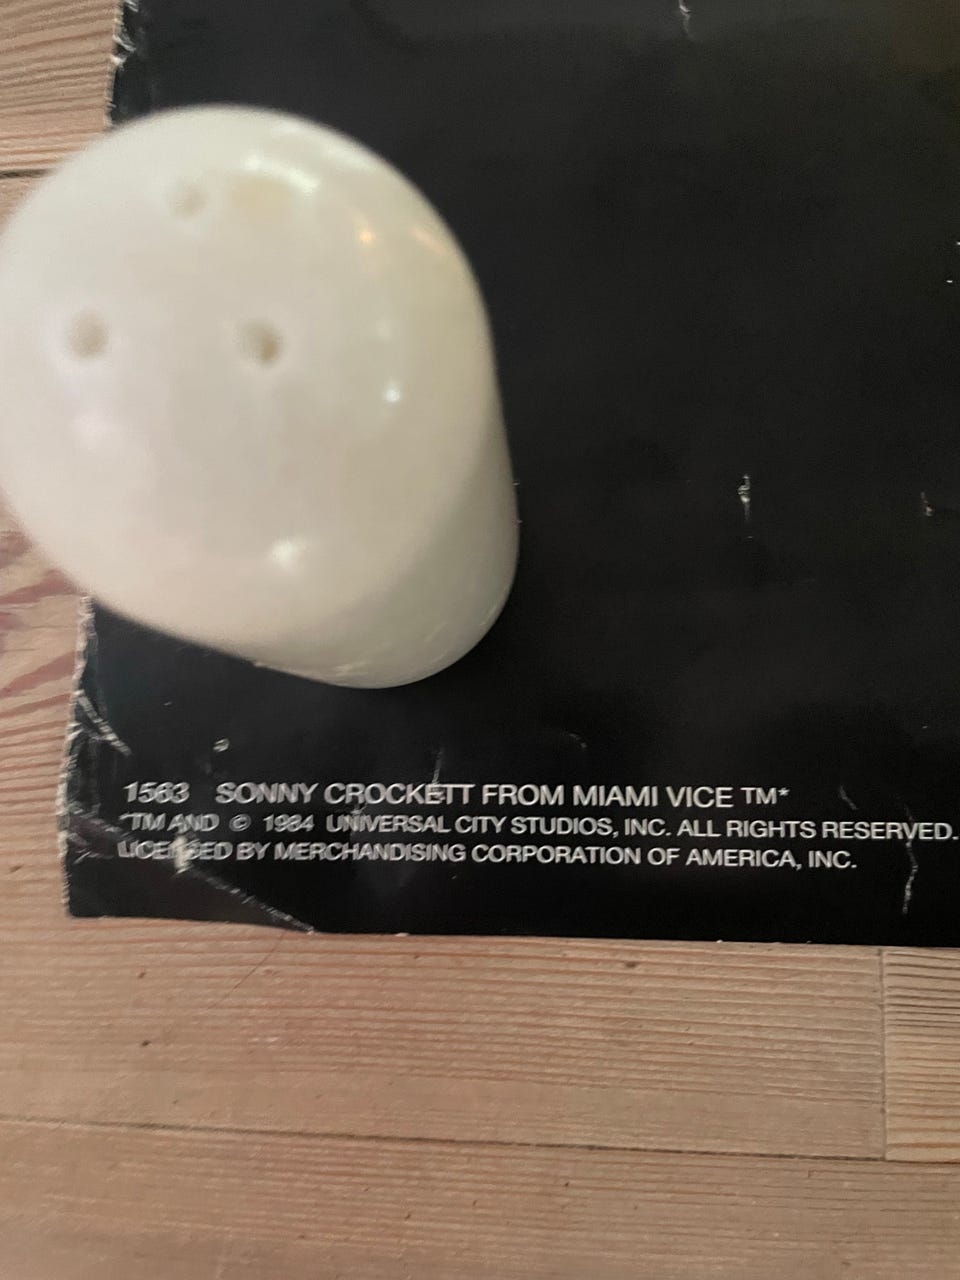 1563 SONNY CROCKETT FROM MIAMI VICE TM*
*TM AND © 1984 UNIVERSAL CITY STUDIOS, INC. ALL RIGHTS RESERVED.
LICENSED BY MERCHANDISING CORPORATION OF AMERICA, INC.